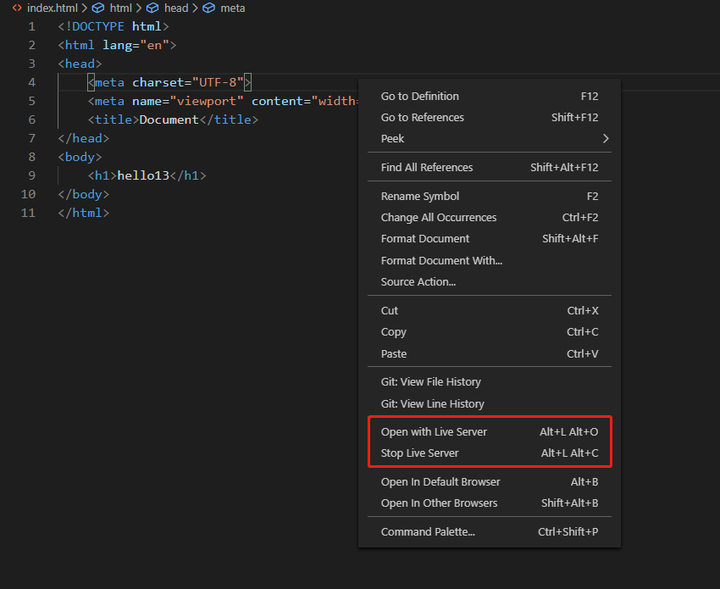 index.html > html > head > meta
1 <!DOCTYPE html>
2 <html lang="en">
3 <head>
4 <meta charset="UTF-8">
5 <meta name="viewport" content="width=
6 <title>Document</title>
7 </head>
8 <body>
9 <h1>hello13</h1>
10 </body>
11 </html>
Go to Definition F12
Go to References Shift+F12
Peek >
Find All References Shift+Alt+F12
Rename Symbol F2
Change All Occurrences Ctrl+F2
Format Document Shift+Alt+F
Format Document With...
Source Action...
Cut Ctrl+X
Copy Ctrl+C
Paste Ctrl+V
Git: View File History
Git: View Line History
Open with Live Server Alt+L Alt+O
Stop Live Server Alt+L Alt+C
Open In Default Browser Alt+B
Open In Other Browsers Shift+Alt+B
Command Palette... Ctrl+Shift+P